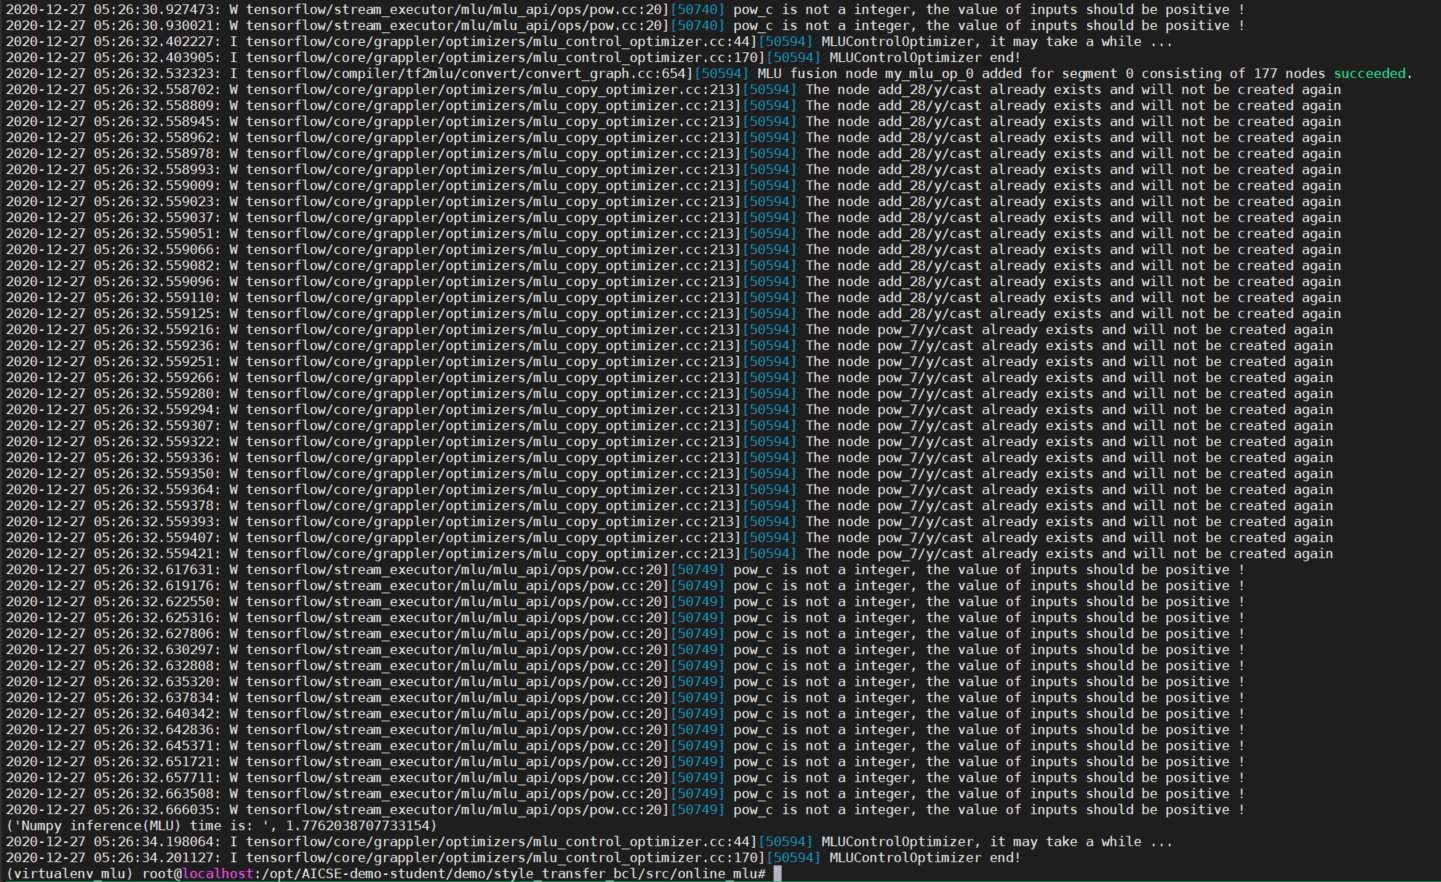 2020-12-27 05:26:30.927473: W tensorflow/stream_executor/mlu/mlu_api/ops/pow.cc:20][50740] pow_c is not a integer, the value of inputs should be positive !
2020-12-27 05:26:30.930021: W tensorflow/stream_executor/mlu/mlu_api/ops/pow.cc:20][50740] pow_c is not a integer, the value of inputs should be positive !
2020-12-27 05:26:32.402227: I tensorflow/core/grappler/optimizers/mlu_control_optimizer.cc:44][50594] MLUControlOptimizer, it may take a while ...
2020-12-27 05:26:32.403905: I tensorflow/core/grappler/optimizers/mlu_control_optimizer.cc:170][50594] MLUControlOptimizer end!
2020-12-27 05:26:32.532323: I tensorflow/compiler/tf2mlu/convert/convert_graph.cc:654][50594] MLU fusion node my_mlu_op_0 added for segment 0 consisting of 177 nodes succeeded.
2020-12-27 05:26:32.558702: W tensorflow/core/grappler/optimizers/mlu_copy_optimizer.cc:213][50594] The node add_28/y/cast already exists and will not be created again
2020-12-27 05:26:32.558809: W tensorflow/core/grappler/optimizers/mlu_copy_optimizer.cc:213][50594] The node add_28/y/cast already exists and will not be created again
2020-12-27 05:26:32.558945: W tensorflow/core/grappler/optimizers/mlu_copy_optimizer.cc:213][50594] The node add_28/y/cast already exists and will not be created again
2020-12-27 05:26:32.558962: W tensorflow/core/grappler/optimizers/mlu_copy_optimizer.cc:213][50594] The node add_28/y/cast already exists and will not be created again
2020-12-27 05:26:32.558978: W tensorflow/core/grappler/optimizers/mlu_copy_optimizer.cc:213][50594] The node add_28/y/cast already exists and will not be created again
2020-12-27 05:26:32.558993: W tensorflow/core/grappler/optimizers/mlu_copy_optimizer.cc:213][50594] The node add_28/y/cast already exists and will not be created again
2020-12-27 05:26:32.559009: W tensorflow/core/grappler/optimizers/mlu_copy_optimizer.cc:213][50594] The node add_28/y/cast already exists and will not be created again
2020-12-27 05:26:32.559023: W tensorflow/core/grappler/optimizers/mlu_copy_optimizer.cc:213][50594] The node add_28/y/cast already exists and will not be created again
2020-12-27 05:26:32.559037: W tensorflow/core/grappler/optimizers/mlu_copy_optimizer.cc:213][50594] The node add_28/y/cast already exists and will not be created again
2020-12-27 05:26:32.559051: W tensorflow/core/grappler/optimizers/mlu_copy_optimizer.cc:213][50594] The node add_28/y/cast already exists and will not be created again
2020-12-27 05:26:32.559066: W tensorflow/core/grappler/optimizers/mlu_copy_optimizer.cc:213][50594] The node add_28/y/cast already exists and will not be created again
2020-12-27 05:26:32.559082: W tensorflow/core/grappler/optimizers/mlu_copy_optimizer.cc:213][50594] The node add_28/y/cast already exists and will not be created again
2020-12-27 05:26:32.559096: W tensorflow/core/grappler/optimizers/mlu_copy_optimizer.cc:213][50594] The node add_28/y/cast already exists and will not be created again
2020-12-27 05:26:32.559110: W tensorflow/core/grappler/optimizers/mlu_copy_optimizer.cc:213][50594] The node add_28/y/cast already exists and will not be created again
2020-12-27 05:26:32.559125: W tensorflow/core/grappler/optimizers/mlu_copy_optimizer.cc:213][50594] The node add_28/y/cast already exists and will not be created again
2020-12-27 05:26:32.559216: W tensorflow/core/grappler/optimizers/mlu_copy_optimizer.cc:213][50594] The node pow_7/y/cast already exists and will not be created again
2020-12-27 05:26:32.559236: W tensorflow/core/grappler/optimizers/mlu_copy_optimizer.cc:213][50594] The node pow_7/y/cast already exists and will not be created again
2020-12-27 05:26:32.559251: W tensorflow/core/grappler/optimizers/mlu_copy_optimizer.cc:213][50594] The node pow_7/y/cast already exists and will not be created again
2020-12-27 05:26:32.559266: W tensorflow/core/grappler/optimizers/mlu_copy_optimizer.cc:213][50594] The node pow_7/y/cast already exists and will not be created again
2020-12-27 05:26:32.559280: W tensorflow/core/grappler/optimizers/mlu_copy_optimizer.cc:213][50594] The node pow_7/y/cast already exists and will not be created again
2020-12-27 05:26:32.559294: W tensorflow/core/grappler/optimizers/mlu_copy_optimizer.cc:213][50594] The node pow_7/y/cast already exists and will not be created again
2020-12-27 05:26:32.559307: W tensorflow/core/grappler/optimizers/mlu_copy_optimizer.cc:213][50594] The node pow_7/y/cast already exists and will not be created again
2020-12-27 05:26:32.559322: W tensorflow/core/grappler/optimizers/mlu_copy_optimizer.cc:213][50594] The node pow_7/y/cast already exists and will not be created again
2020-12-27 05:26:32.559336: W tensorflow/core/grappler/optimizers/mlu_copy_optimizer.cc:213][50594] The node pow_7/y/cast already exists and will not be created again
2020-12-27 05:26:32.559350: W tensorflow/core/grappler/optimizers/mlu_copy_optimizer.cc:213][50594] The node pow_7/y/cast already exists and will not be created again
2020-12-27 05:26:32.559364: W tensorflow/core/grappler/optimizers/mlu_copy_optimizer.cc:213][50594] The node pow_7/y/cast already exists and will not be created again
2020-12-27 05:26:32.559378: W tensorflow/core/grappler/optimizers/mlu_copy_optimizer.cc:213][50594] The node pow_7/y/cast already exists and will not be created again
2020-12-27 05:26:32.559393: W tensorflow/core/grappler/optimizers/mlu_copy_optimizer.cc:213][50594] The node pow_7/y/cast already exists and will not be created again
2020-12-27 05:26:32.559407: W tensorflow/core/grappler/optimizers/mlu_copy_optimizer.cc:213][50594] The node pow_7/y/cast already exists and will not be created again
2020-12-27 05:26:32.559421: W tensorflow/core/grappler/optimizers/mlu_copy_optimizer.cc:213][50594] The node pow_7/y/cast already exists and will not be created again
2020-12-27 05:26:32.617631: W tensorflow/stream_executor/mlu/mlu_api/ops/pow.cc:20][50749] pow_c is not a integer, the value of inputs should be positive !
2020-12-27 05:26:32.619176: W tensorflow/stream_executor/mlu/mlu_api/ops/pow.cc:20][50749] pow_c is not a integer, the value of inputs should be positive !
2020-12-27 05:26:32.622550: W tensorflow/stream_executor/mlu/mlu_api/ops/pow.cc:20][50749] pow_c is not a integer, the value of inputs should be positive !
2020-12-27 05:26:32.625316: W tensorflow/stream_executor/mlu/mlu_api/ops/pow.cc:20][50749] pow_c is not a integer, the value of inputs should be positive !
2020-12-27 05:26:32.627806: W tensorflow/stream_executor/mlu/mlu_api/ops/pow.cc:20][50749] pow_c is not a integer, the value of inputs should be positive !
2020-12-27 05:26:32.630297: W tensorflow/stream_executor/mlu/mlu_api/ops/pow.cc:20][50749] pow_c is not a integer, the value of inputs should be positive !
2020-12-27 05:26:32.632808: W tensorflow/stream_executor/mlu/mlu_api/ops/pow.cc:20][50749] pow_c is not a integer, the value of inputs should be positive !
2020-12-27 05:26:32.635320: W tensorflow/stream_executor/mlu/mlu_api/ops/pow.cc:20][50749] pow_c is not a integer, the value of inputs should be positive !
2020-12-27 05:26:32.637834: W tensorflow/stream_executor/mlu/mlu_api/ops/pow.cc:20][50749] pow_c is not a integer, the value of inputs should be positive !
2020-12-27 05:26:32.640342: W tensorflow/stream_executor/mlu/mlu_api/ops/pow.cc:20][50749] pow_c is not a integer, the value of inputs should be positive !
2020-12-27 05:26:32.642836: W tensorflow/stream_executor/mlu/mlu_api/ops/pow.cc:20][50749] pow_c is not a integer, the value of inputs should be positive !
2020-12-27 05:26:32.645371: W tensorflow/stream_executor/mlu/mlu_api/ops/pow.cc:20][50749] pow_c is not a integer, the value of inputs should be positive !
2020-12-27 05:26:32.651721: W tensorflow/stream_executor/mlu/mlu_api/ops/pow.cc:20][50749] pow_c is not a integer, the value of inputs should be positive !
2020-12-27 05:26:32.657711: W tensorflow/stream_executor/mlu/mlu_api/ops/pow.cc:20][50749] pow_c is not a integer, the value of inputs should be positive !
2020-12-27 05:26:32.663508: W tensorflow/stream_executor/mlu/mlu_api/ops/pow.cc:20][50749] pow_c is not a integer, the value of inputs should be positive !
2020-12-27 05:26:32.666035: W tensorflow/stream_executor/mlu/mlu_api/ops/pow.cc:20][50749] pow_c is not a integer, the value of inputs should be positive !
('Numpy inference(MLU) time is: ', 1.7762038707733154)
2020-12-27 05:26:34.198064: I tensorflow/core/grappler/optimizers/mlu_control_optimizer.cc:44][50594] MLUControlOptimizer, it may take a while ...
2020-12-27 05:26:34.201127: I tensorflow/core/grappler/optimizers/mlu_control_optimizer.cc:170][50594] MLUControlOptimizer end!
(virtualenv_mlu) root@localhost:/opt/AICSE-demo-student/demo/style_transfer_bcl/src/online_mlu#